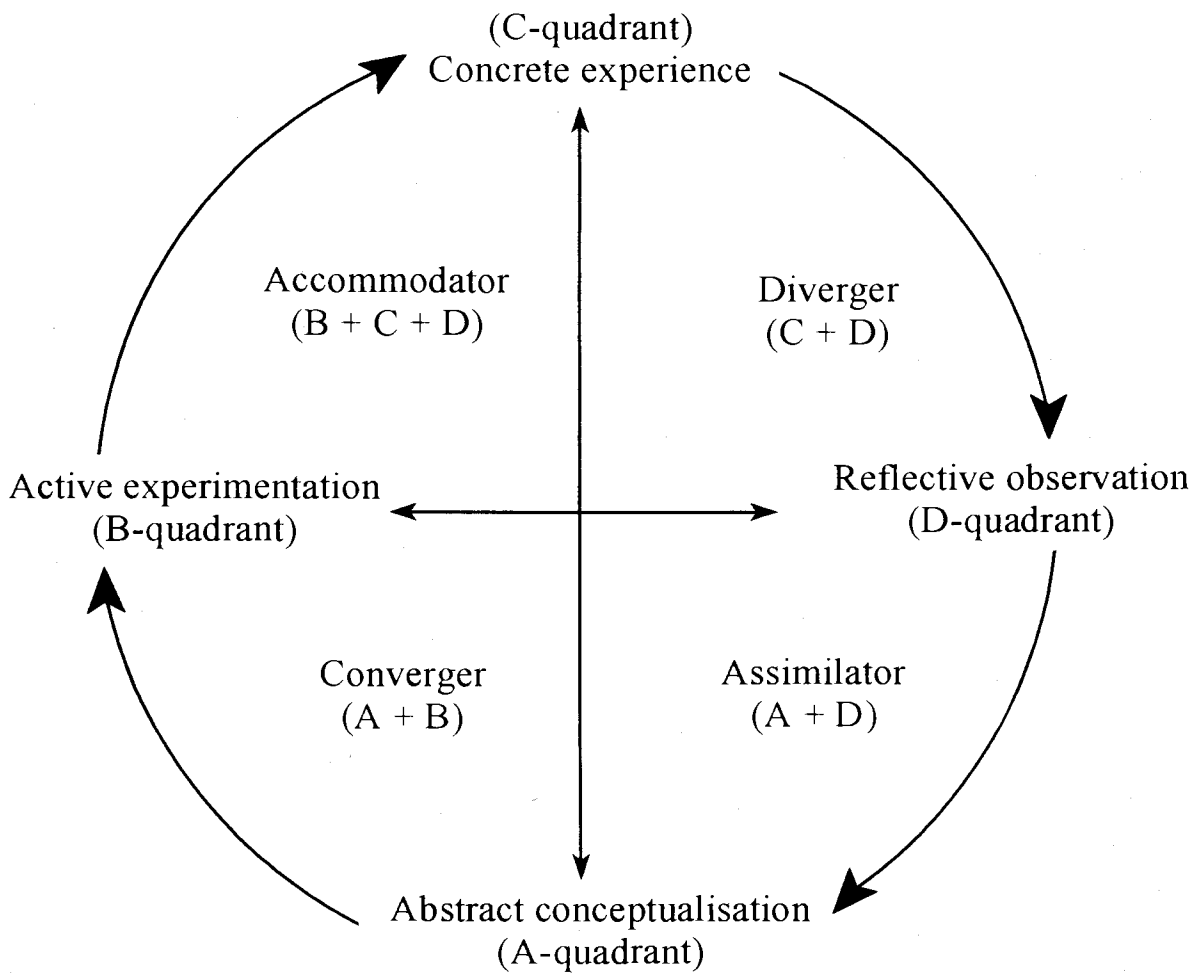 (C-quadrant)
Concrete experience
Accommodator
(B + C + D)
Diverger
(C + D)
Active experimentation
(B-quadrant)
Reflective observation
(D-quadrant)
Converger
(A + B)
Assimilator
(A + D)
Abstract conceptualisation
(A-quadrant)